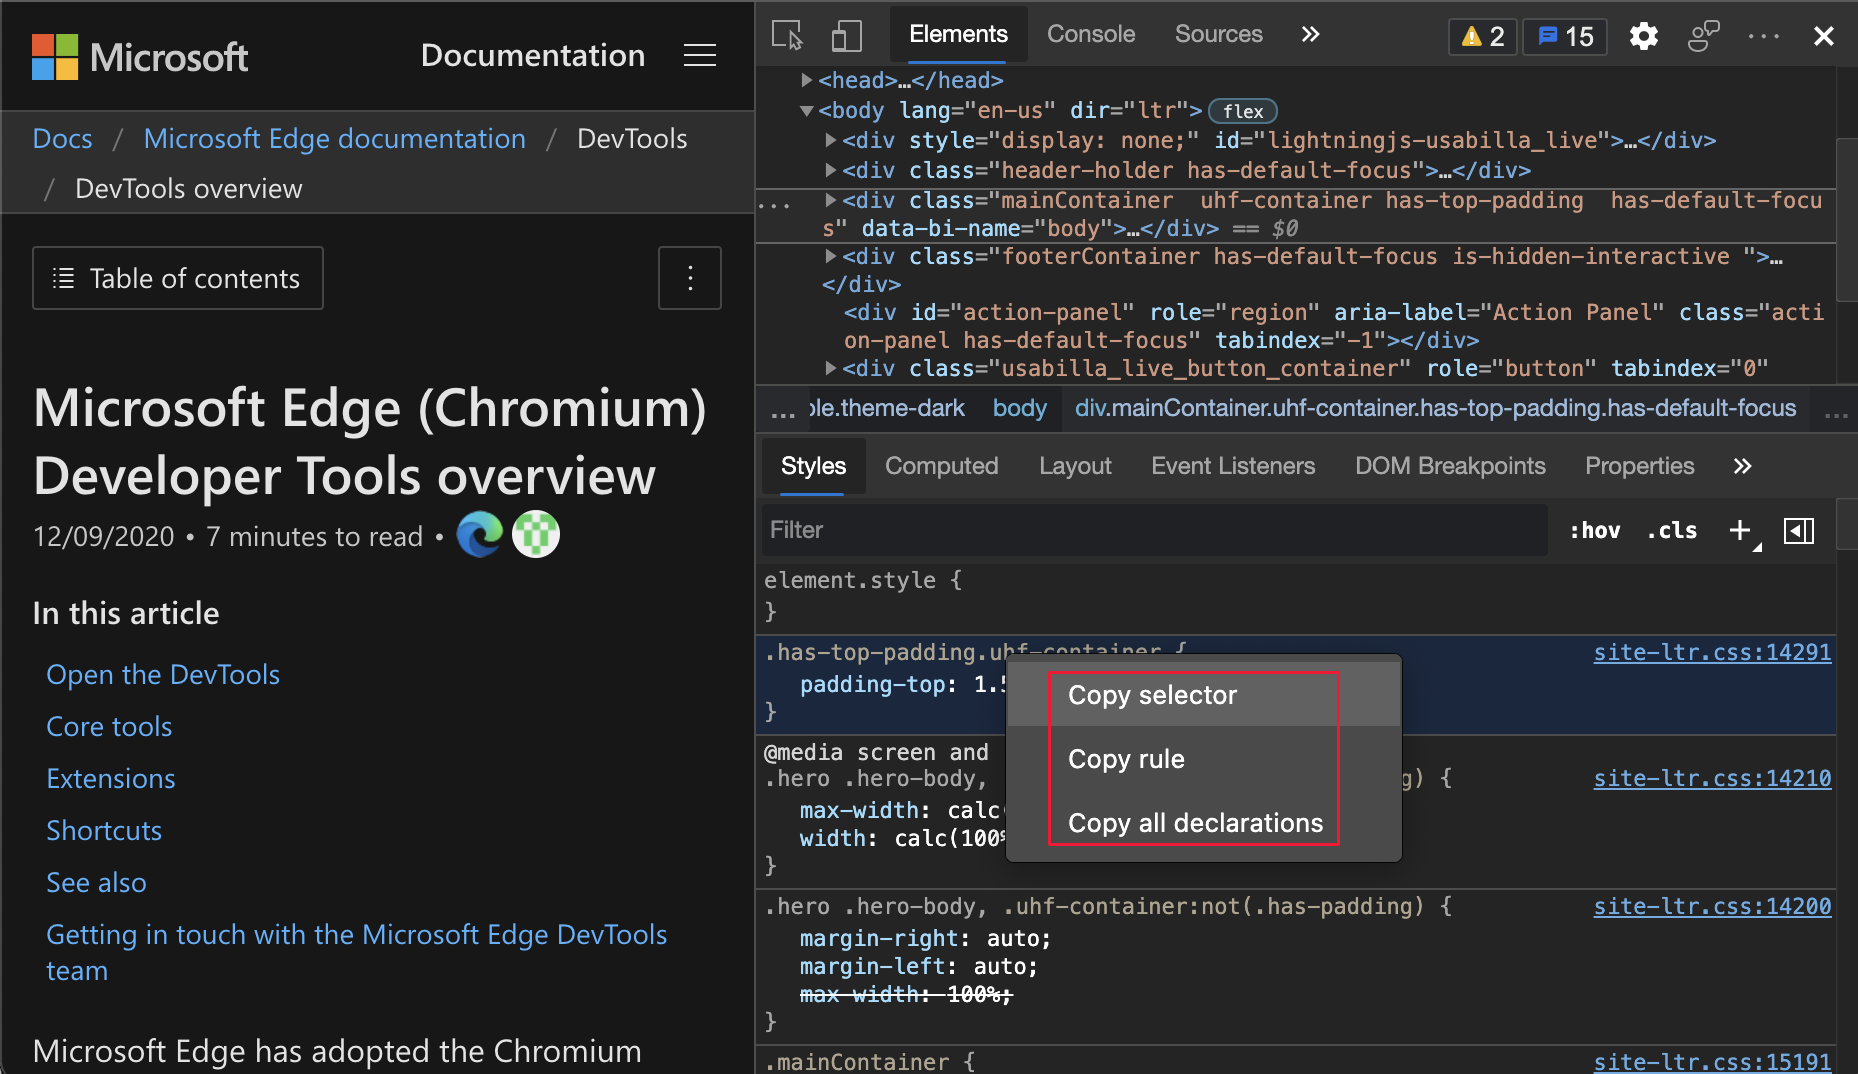 Microsoft Documentation
Docs / Microsoft Edge documentation / DevTools
/ DevTools overview
Table of contents
Microsoft Edge (Chromium)
Developer Tools overview
12/09/2020 • 7 minutes to read •
In this article
Open the DevTools
Core tools
Extensions
Shortcuts
See also
Getting in touch with the Microsoft Edge DevTools
team
Microsoft Edge has adopted the Chromium
Elements Console Sources » 2 15
<head>…</head>
<body lang="en-us" dir="ltr"> flex
<div style="display: none;" id="lightningjs-usabilla_live">…</div>
<div class="header-holder has-default-focus">…</div>
... <div class="mainContainer  uhf-container has-top-padding  has-default-focu
s" data-bi-name="body">…</div> == $0
<div class="footerContainer has-default-focus is-hidden-interactive ">…
</div>
<div id="action-panel" role="region" aria-label="Action Panel" class="acti
on-panel has-default-focus" tabindex="-1"></div>
<div class="usabilla_live_button_container" role="button" tabindex="0"
... ole.theme-dark body div.mainContainer.uhf-container.has-top-padding.has-default-focus ...
Styles Computed Layout Event Listeners DOM Breakpoints Properties »
Filter :hov .cls +
element.style {
}
.has-top-padding.uhf-container { site-ltr.css:14291
padding-top: 1.5
}
@media screen and
.hero .hero-body, g) { site-ltr.css:14210
max-width: calc(
width: calc(100%
}
Copy selector
Copy rule
Copy all declarations
.hero .hero-body, .uhf-container:not(.has-padding) { site-ltr.css:14200
margin-right: auto;
margin-left: auto;
max-width: 100%;
}
.mainContainer { site-ltr.css:15191